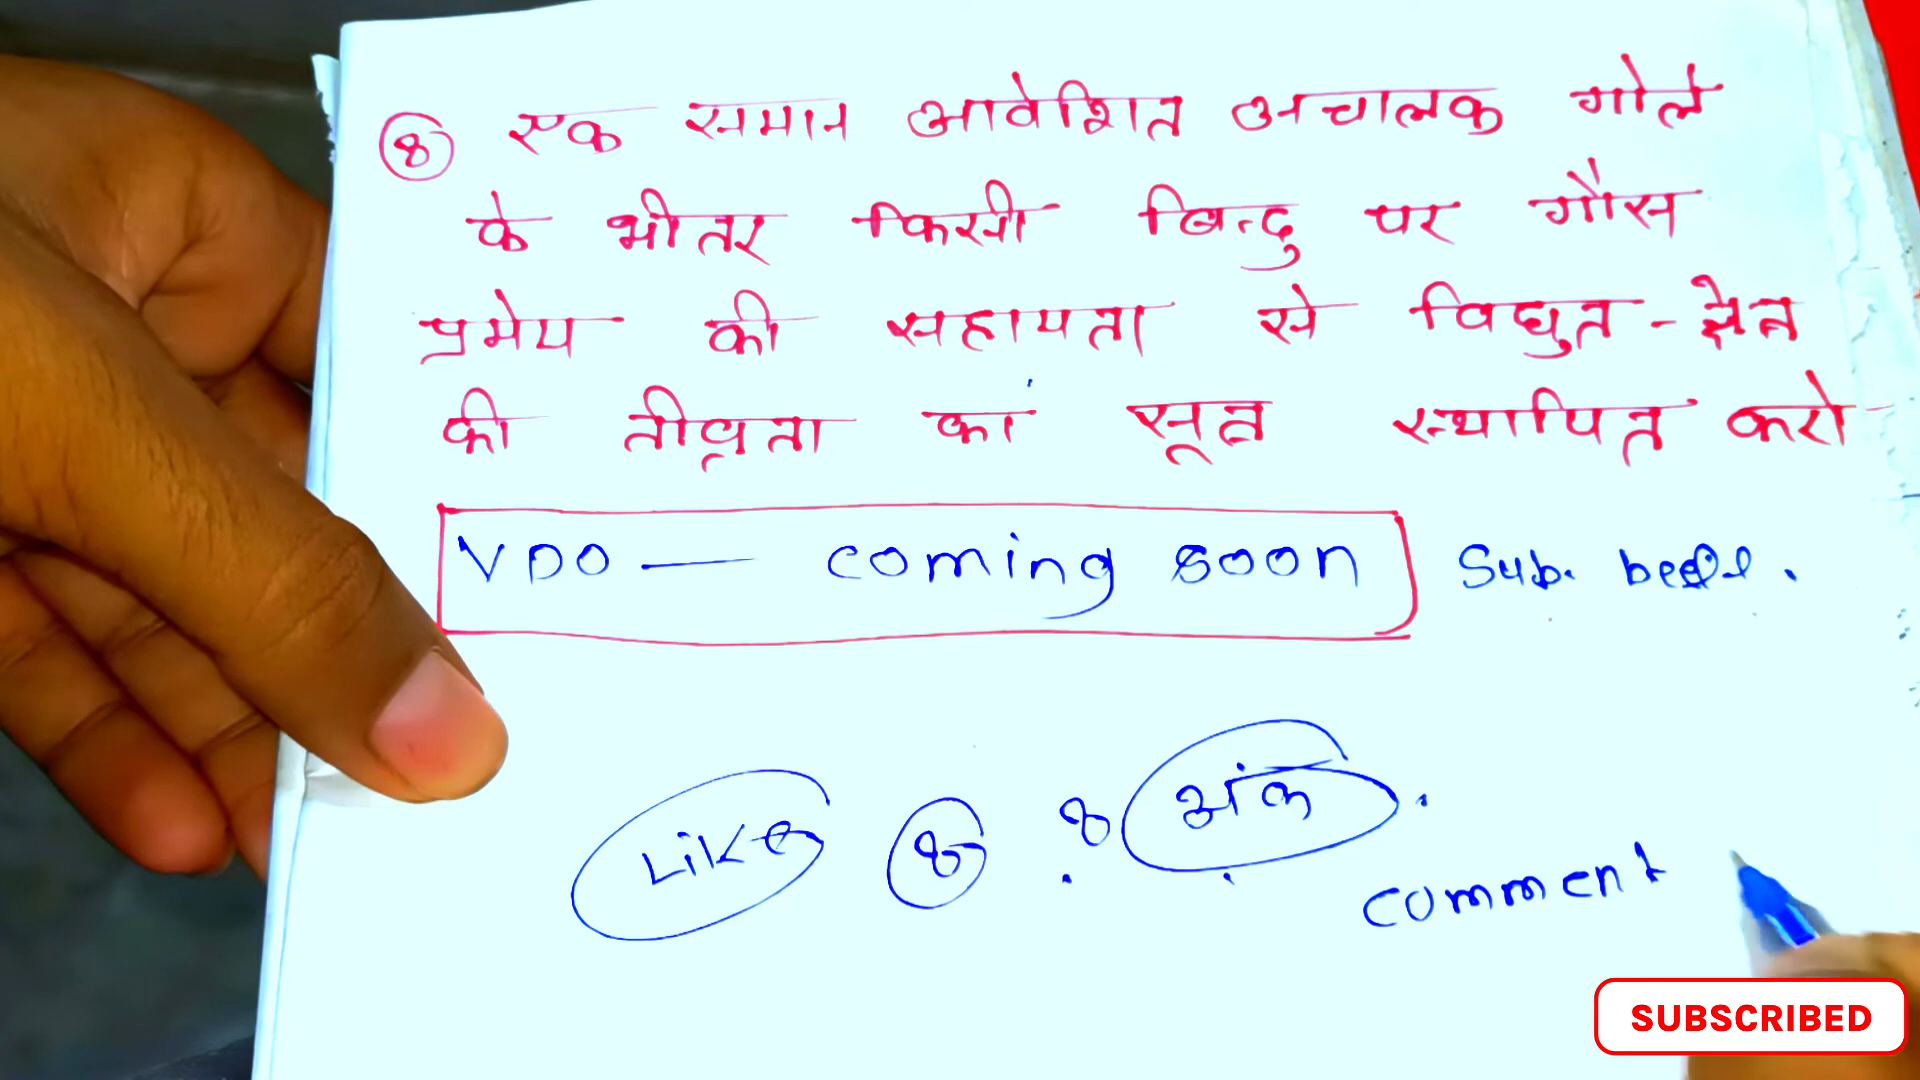 8 एक समान आवेशित अचालक गोले
के भीतर किसी बिन्दु पर गौस
प्रमेय की सहायता से विद्युत-क्षेत्र
की तीव्रता का सूत्र स्थापित करो
VDO — coming soon
Sub.
Like & 8 अंक.
comment
SUBSCRIBED